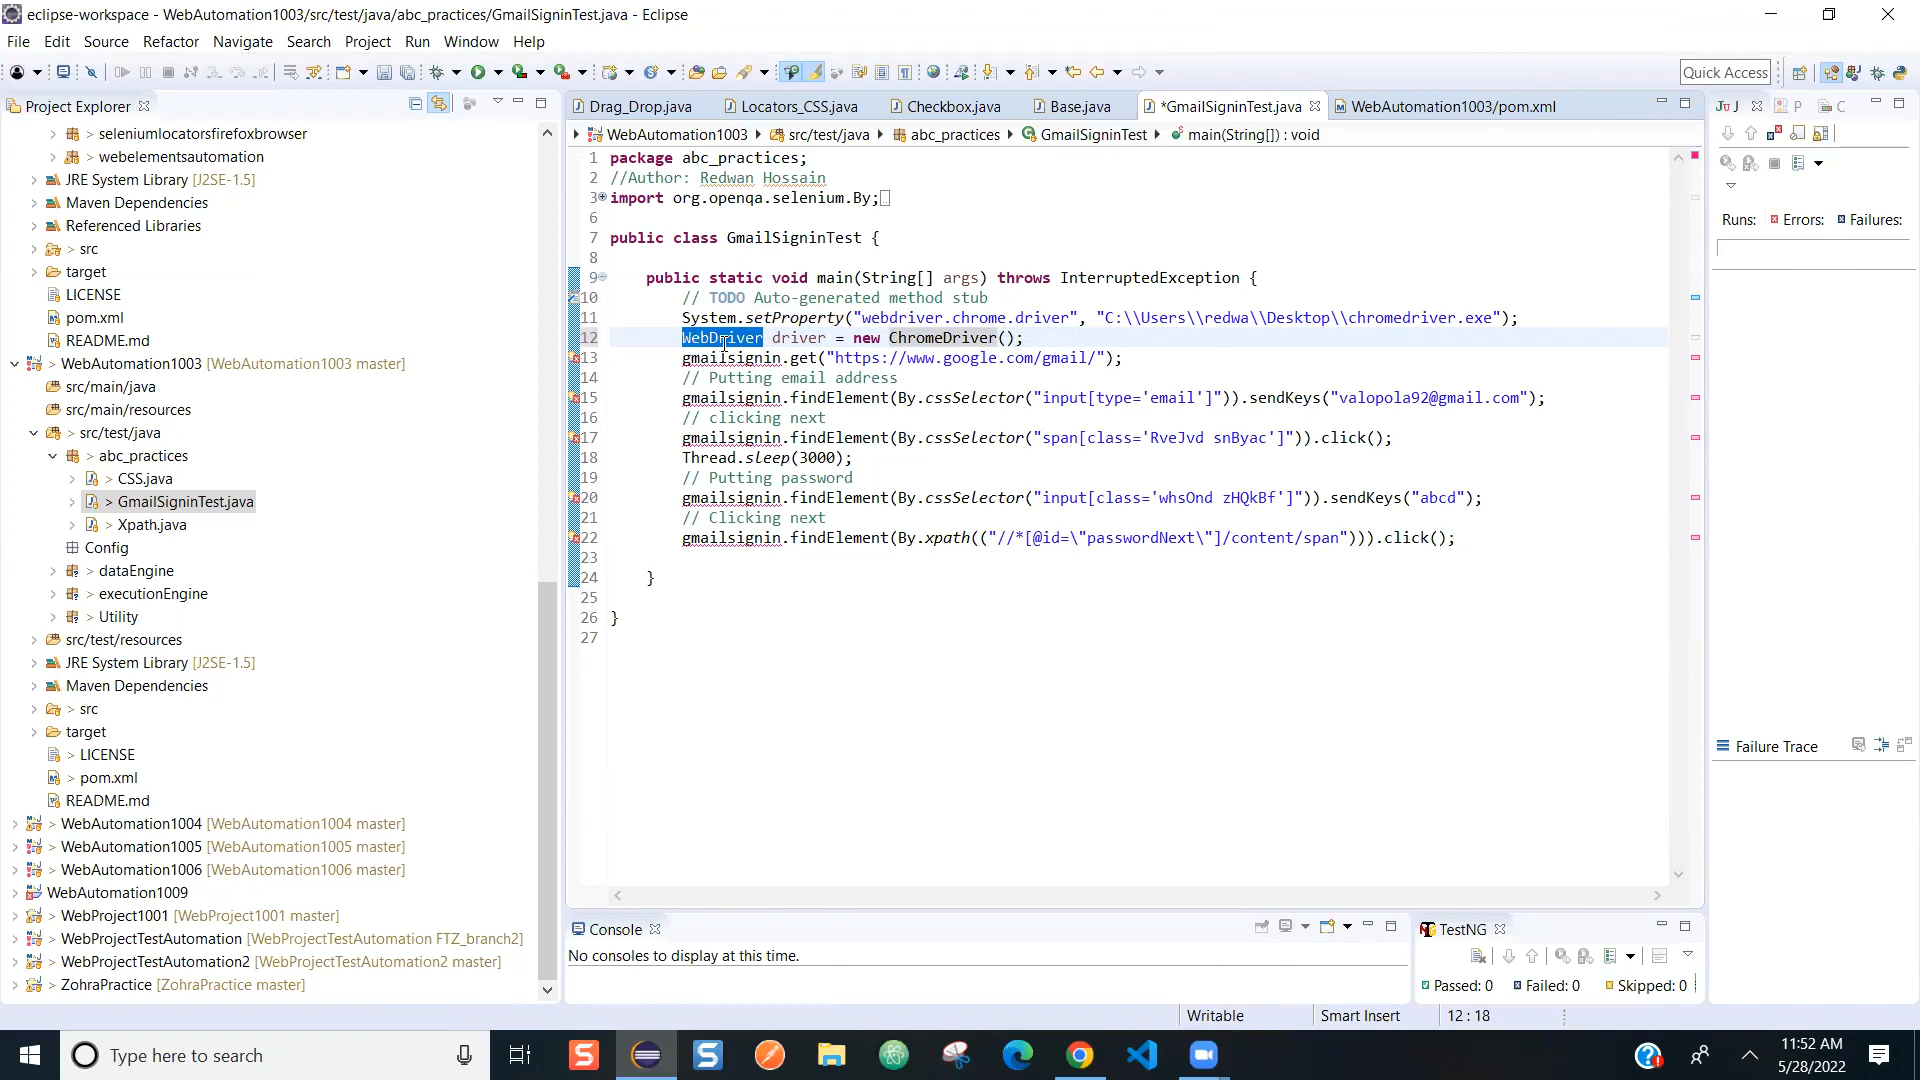 eclipse-workspace - WebAutomation1003/src/test/java/abc_practices/GmailSigninTest.java - Eclipse
File Edit Source Refactor Navigate Search Project Run Window Help
Quick Access
Project Explorer
> seleniumlocatorsfirefoxbrowser
webelementsautomation
JRE System Library [J2SE-1.5]
Maven Dependencies
Referenced Libraries
> src
target
LICENSE
pom.xml
README.md
> WebAutomation1003 [WebAutomation1003 master]
src/main/java
src/main/resources
> src/test/java
> abc_practices
> CSS.java
> GmailSigninTest.java
> Xpath.java
Config
> dataEngine
> executionEngine
> Utility
src/test/resources
JRE System Library [J2SE-1.5]
Maven Dependencies
> src
target
> LICENSE
> pom.xml
README.md
> WebAutomation1004 [WebAutomation1004 master]
> WebAutomation1005 [WebAutomation1005 master]
> WebAutomation1006 [WebAutomation1006 master]
WebAutomation1009
> WebProject1001 [WebProject1001 master]
> WebProjectTestAutomation [WebProjectTestAutomation FTZ_branch2]
> WebProjectTestAutomation2 [WebProjectTestAutomation2 master]
> ZohraPractice [ZohraPractice master]
Drag_Drop.java Locators_CSS.java Checkbox.java Base.java *GmailSigninTest.java WebAutomation1003/pom.xml
WebAutomation1003 src/test/java abc_practices GmailSigninTest main(String[]) : void
1 package abc_practices;
2 //Author: Redwan Hossain
3 import org.openqa.selenium.By;
6
7 public class GmailSigninTest {
8
9 public static void main(String[] args) throws InterruptedException {
10 // TODO Auto-generated method stub
11 System.setProperty("webdriver.chrome.driver", "C:\\Users\\redwa\\Desktop\\chromedriver.exe");
12 WebDriver driver = new ChromeDriver();
13 gmailsignin.get("https://www.google.com/gmail/");
14 // Putting email address
15 gmailsignin.findElement(By.cssSelector("input[type='email']")).sendKeys("valopola92@gmail.com");
16 // clicking next
17 gmailsignin.findElement(By.cssSelector("span[class='RveJvd snByac']")).click();
18 Thread.sleep(3000);
19 // Putting password
20 gmailsignin.findElement(By.cssSelector("input[class='whsOnd zHQkBf']")).sendKeys("abcd");
21 // Clicking next
22 gmailsignin.findElement(By.xpath(("//*[@id=\"passwordNext\"]/content/span"))).click();
23
24 }
25
26 }
27
Ju J P C
Runs: Errors: Failures:
Failure Trace
Console
No consoles to display at this time.
TestNG
Passed: 0 Failed: 0 Skipped: 0
Writable Smart Insert 12 : 18
Type here to search
11:52 AM
5/28/2022